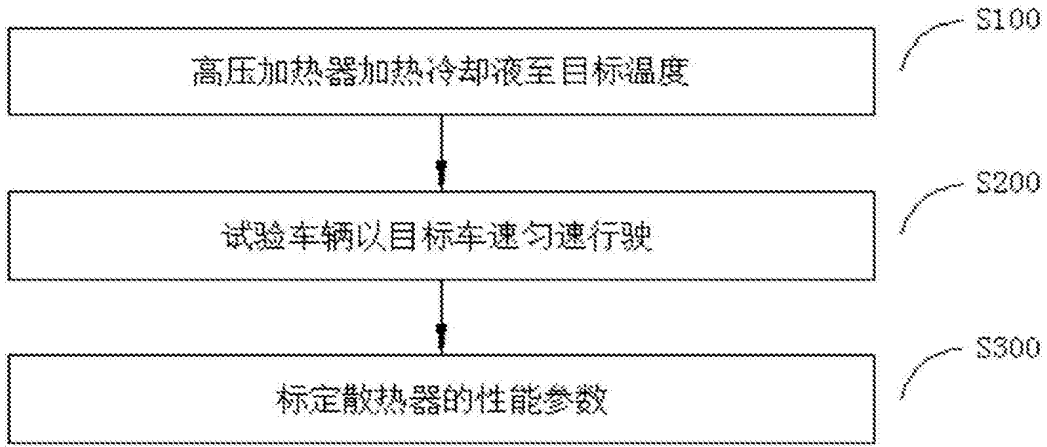 S100
高压加热器加热冷却液至目标温度
S200
试验车辆以目标车速匀速行驶
S300
标定散热器的性能参数